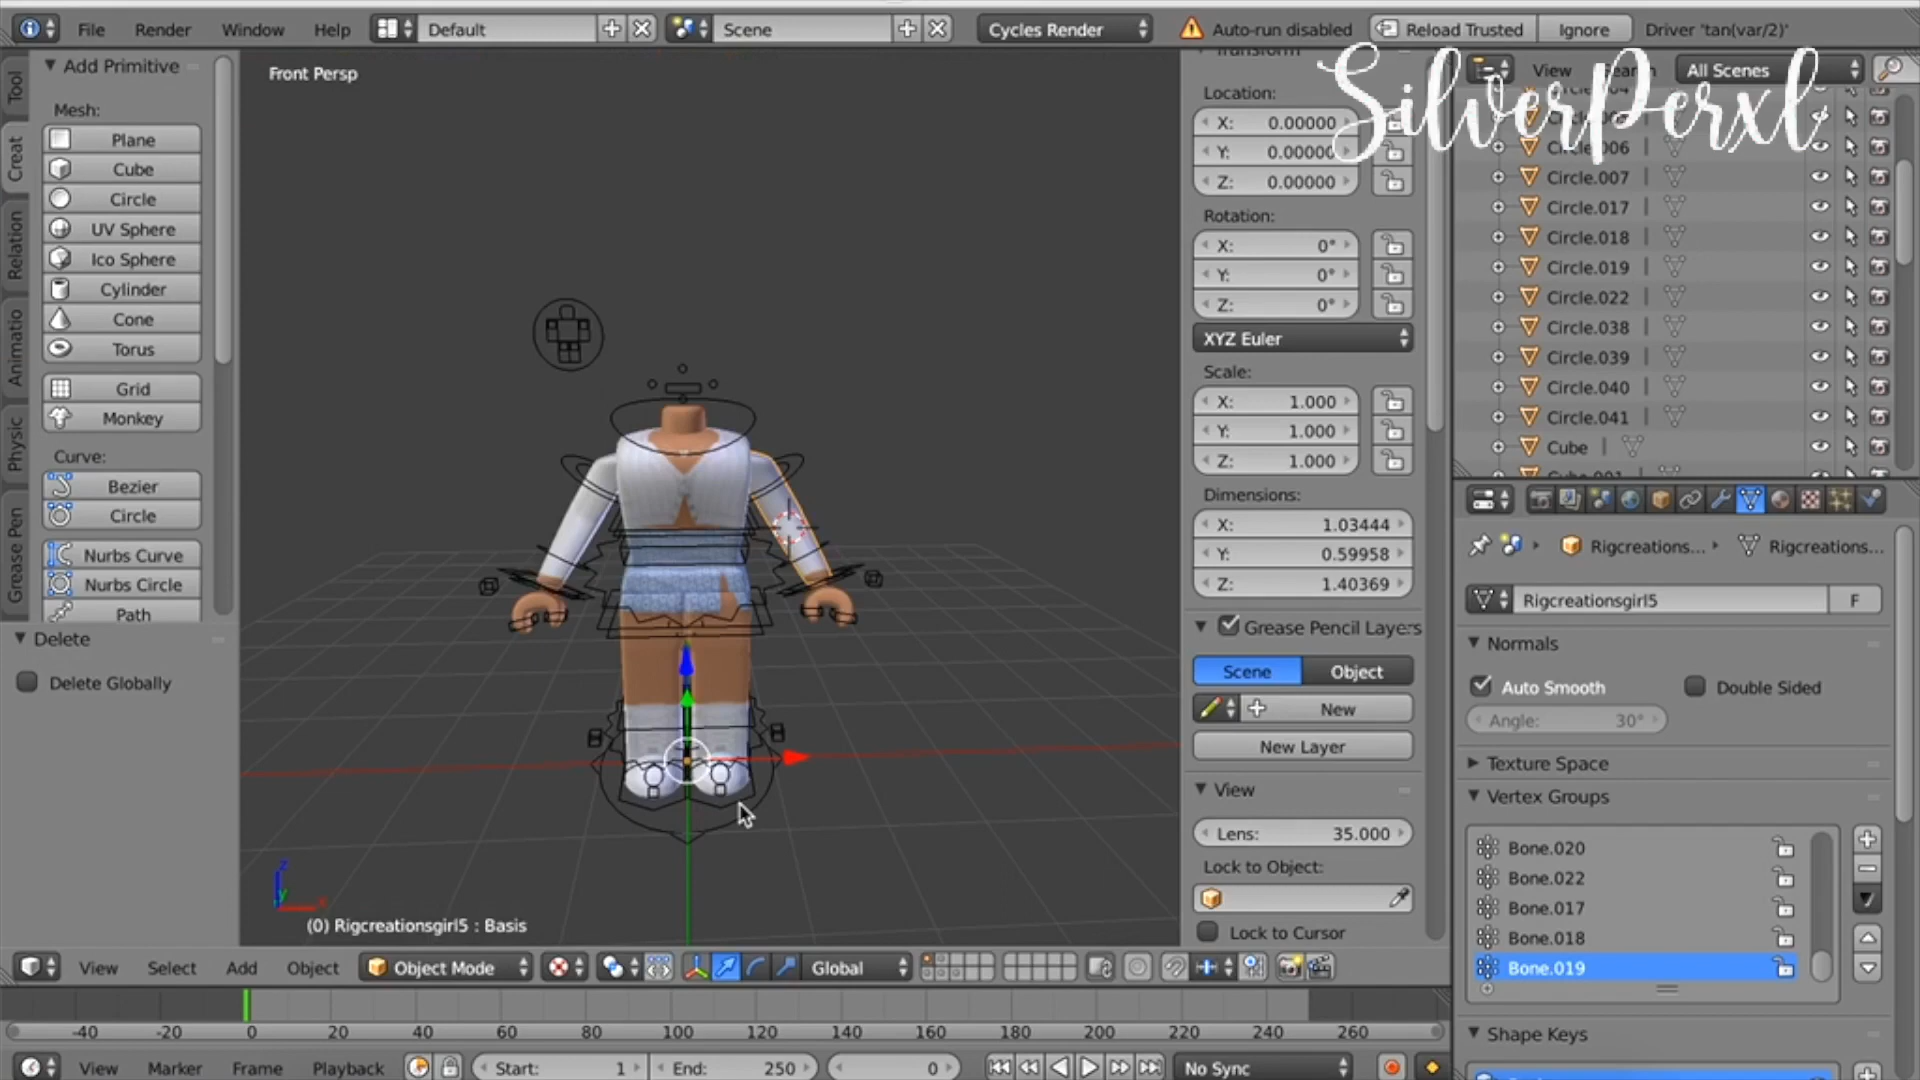 File Render Window Help Default Scene Cycles Render Auto-run disabled Reload Trusted Ignore Driver 'tan(var/2)'
SilverPerxl
Tool
Creat
Relation
Animatio
Physic
Grease Pen
Add Primitive
Mesh:
Plane
Cube
Circle
UV Sphere
Ico Sphere
Cylinder
Cone
Torus
Grid
Monkey
Curve:
Bezier
Circle
Nurbs Curve
Nurbs Circle
Path
Delete
Delete Globally
Front Persp
(0) Rigcreationsgirl5 : Basis
Transform
Location:
X: 0.00000
Y: 0.00000
Z: 0.00000
Rotation:
X: 0°
Y: 0°
Z: 0°
XYZ Euler
Scale:
X: 1.000
Y: 1.000
Z: 1.000
Dimensions:
X: 1.03444
Y: 0.59958
Z: 1.40369
Grease Pencil Layers
Scene Object
New
New Layer
View
Lens: 35.000
Lock to Object:
Lock to Cursor
View Search All Scenes
Circle.006
Circle.007
Circle.017
Circle.018
Circle.019
Circle.022
Circle.038
Circle.039
Circle.040
Circle.041
Cube
Cube.001
Rigcreations... Rigcreations...
Rigcreationsgirl5 F
Normals
Auto Smooth Double Sided
Angle: 30°
Texture Space
Vertex Groups
Bone.020
Bone.022
Bone.017
Bone.018
Bone.019
Shape Keys
View Select Add Object Object Mode Global
-40 -20 0 20 40 60 80 100 120 140 160 180 200 220 240 260
View Marker Frame Playback Start: 1 End: 250 0 No Sync